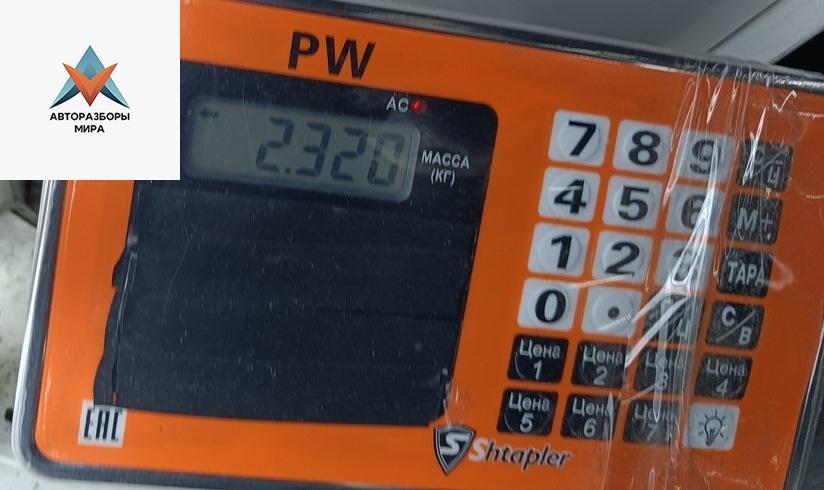 АВТОРАЗБОРЫ
МИРА
PW
AC
2.320
МАССА
(КГ)
7 8 9
4 5 6 M+
1 2 3 ТАРА
0 . С/В
Цена 1 Цена 2 Цена 3 Цена 4
Цена 5 Цена 6 Цена 7
EAC
S Shtapler